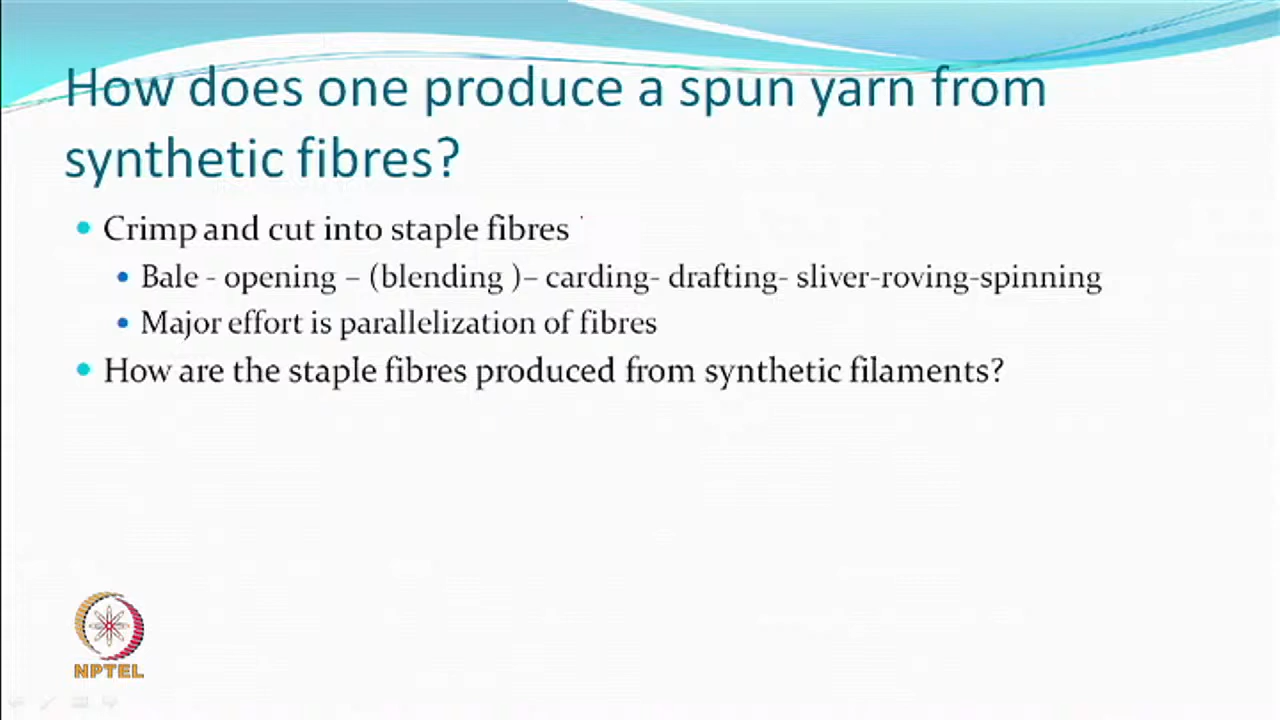 How does one produce a spun yarn from
synthetic fibres?
Crimp and cut into staple fibres
Bale - opening – (blending )– carding- drafting- sliver-roving-spinning
Major effort is parallelization of fibres
How are the staple fibres produced from synthetic filaments?
NPTEL